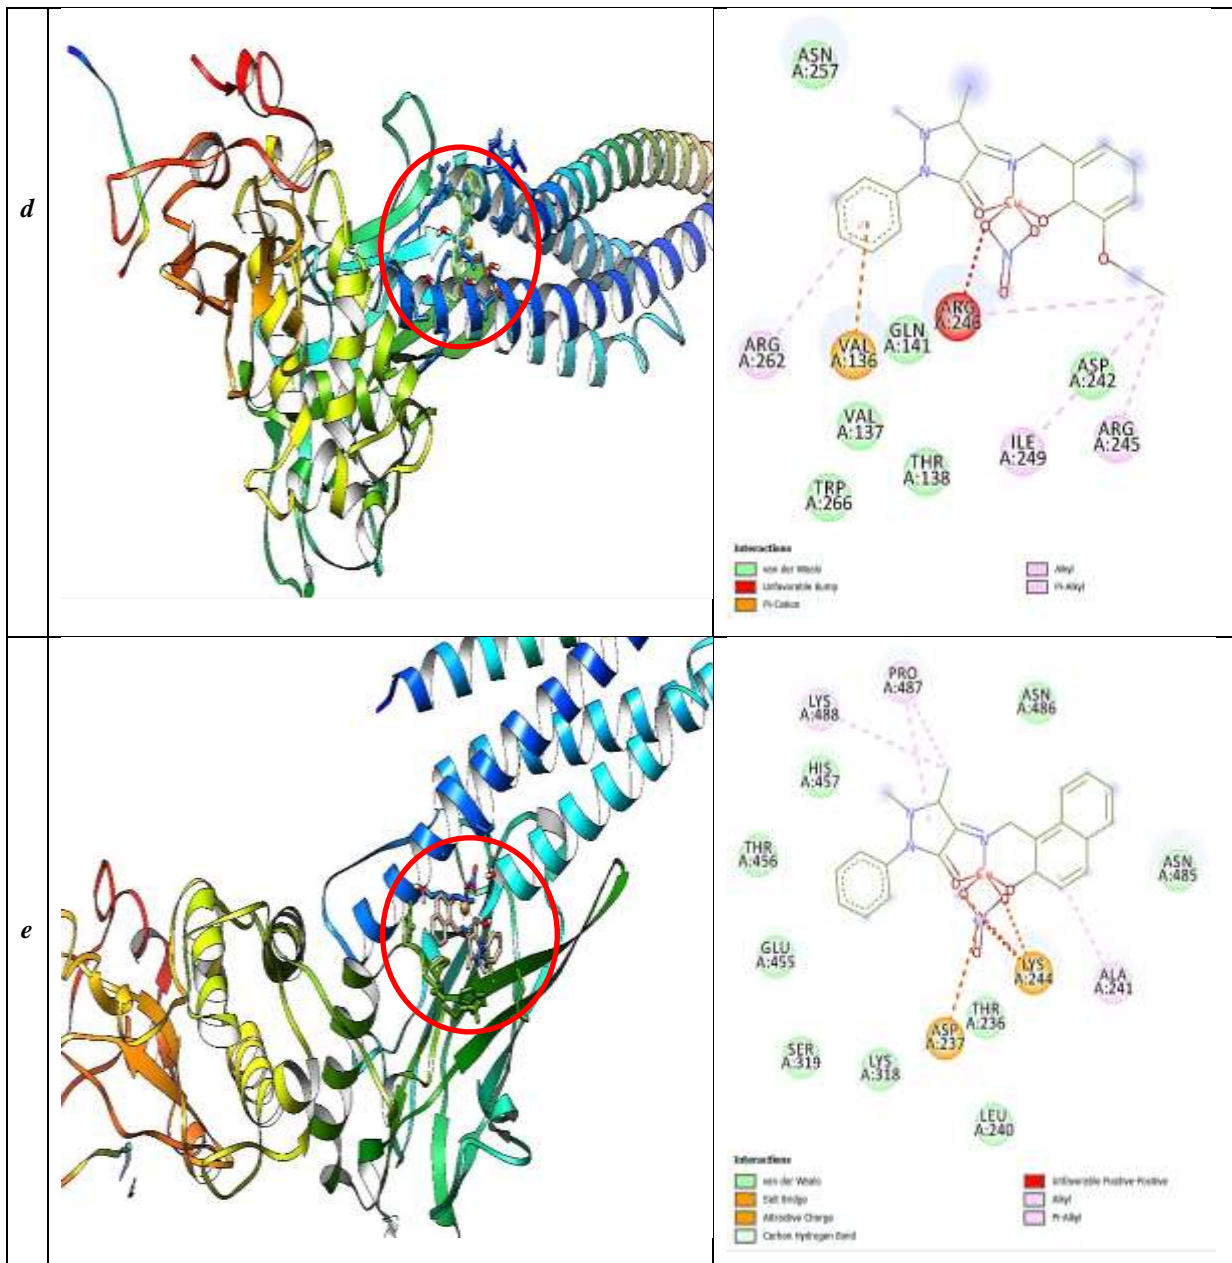 d
ASN
A:257
N
N
N
O
O
O
O
N
O
O
ARG
A:262
VAL
A:136
GLN
A:141
ARG
ASP
A:242
VAL
A:137
ILE
A:249
ARG
A:245
THR
A:138
TRP
A:266
Interactions
van der Waals
Unfavorable Bump
Pi-Cation
Alkyl
Pi-Alkyl
e
PRO
A:487
LYS
A:488
ASN
A:486
HIS
A:457
N
N
N
O
O
O
THR
A:456
ASN
A:485
GLU
A:455
LYS
A:244
ALA
A:241
THR
A:236
ASP
A:237
SER
A:319
LYS
A:318
LEU
A:240
Interactions
van der Waals
Salt Bridge
Attractive Charge
Carbon Hydrogen Bond
Unfavorable Positive-Positive
Alkyl
Pi-Alkyl